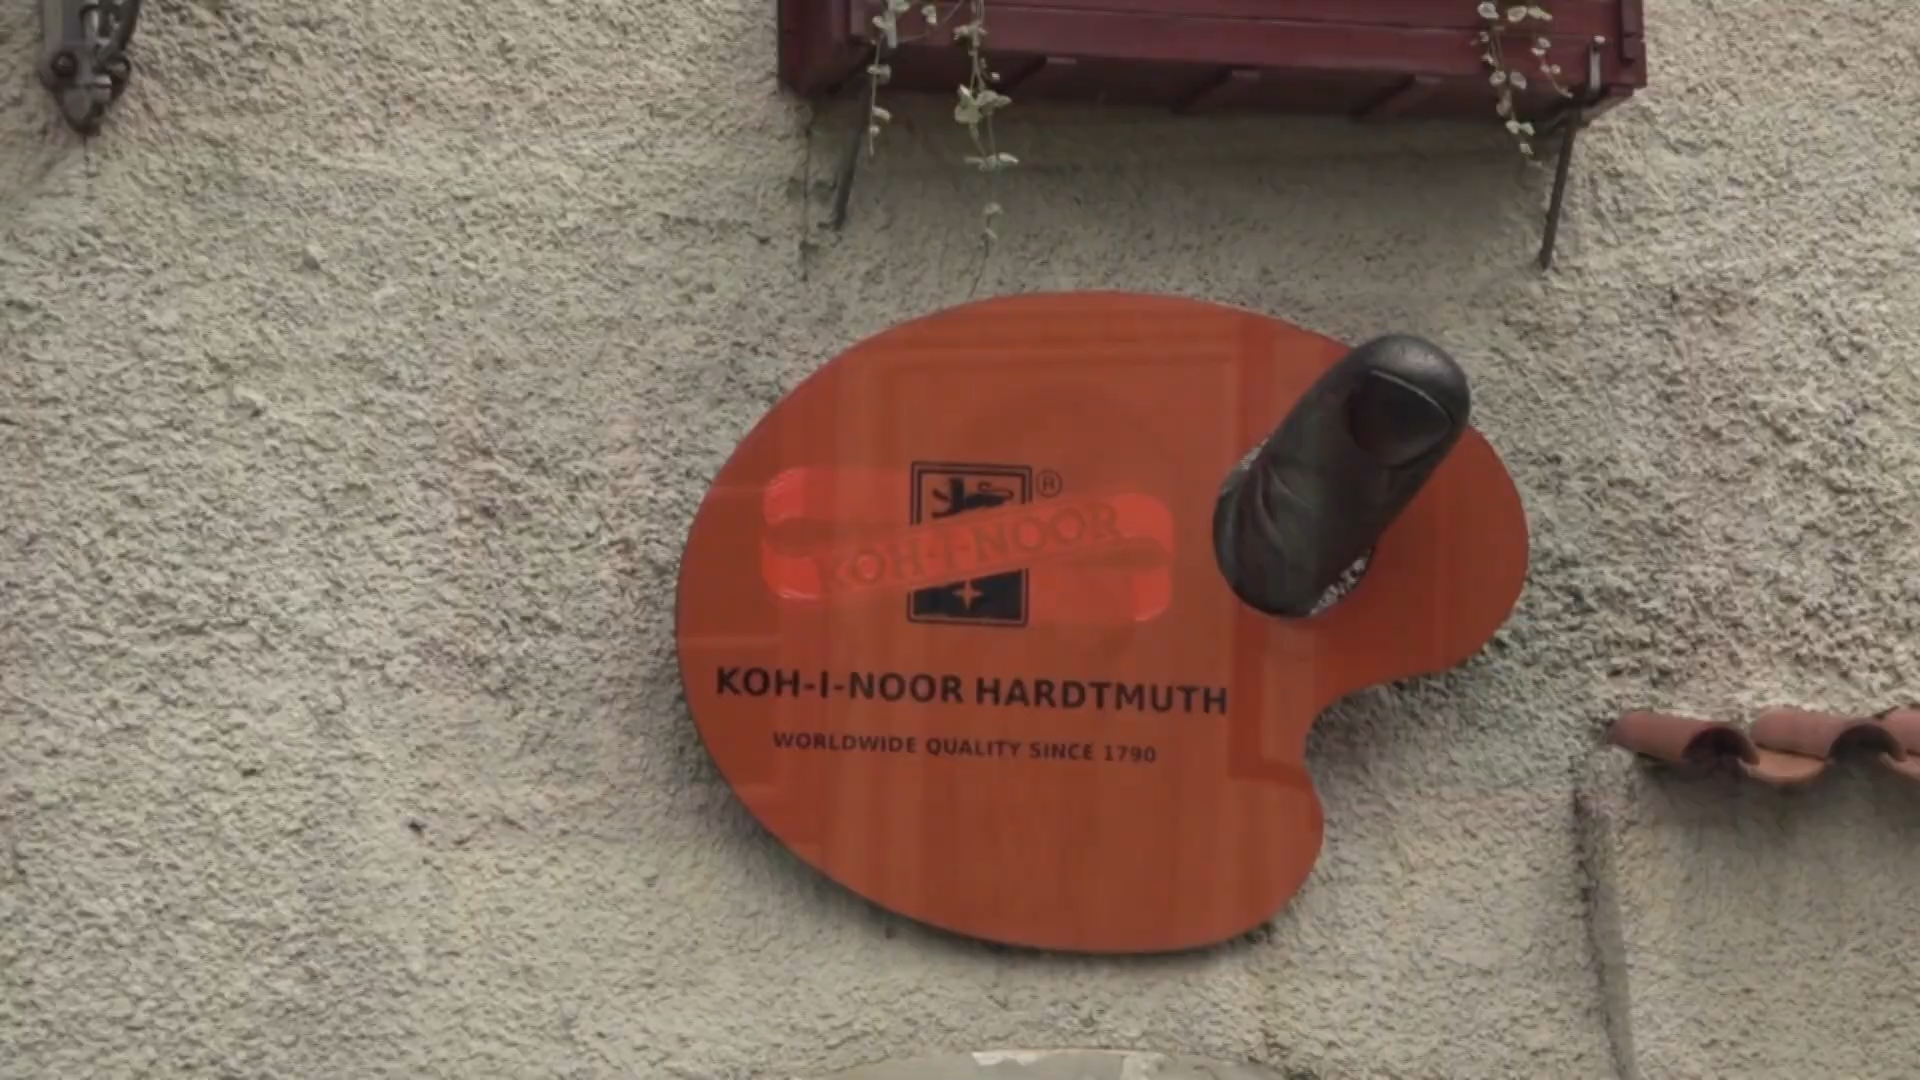 ®
KOH-I-NOOR
KOH-I-NOOR HARDTMUTH
WORLDWIDE QUALITY SINCE 1790